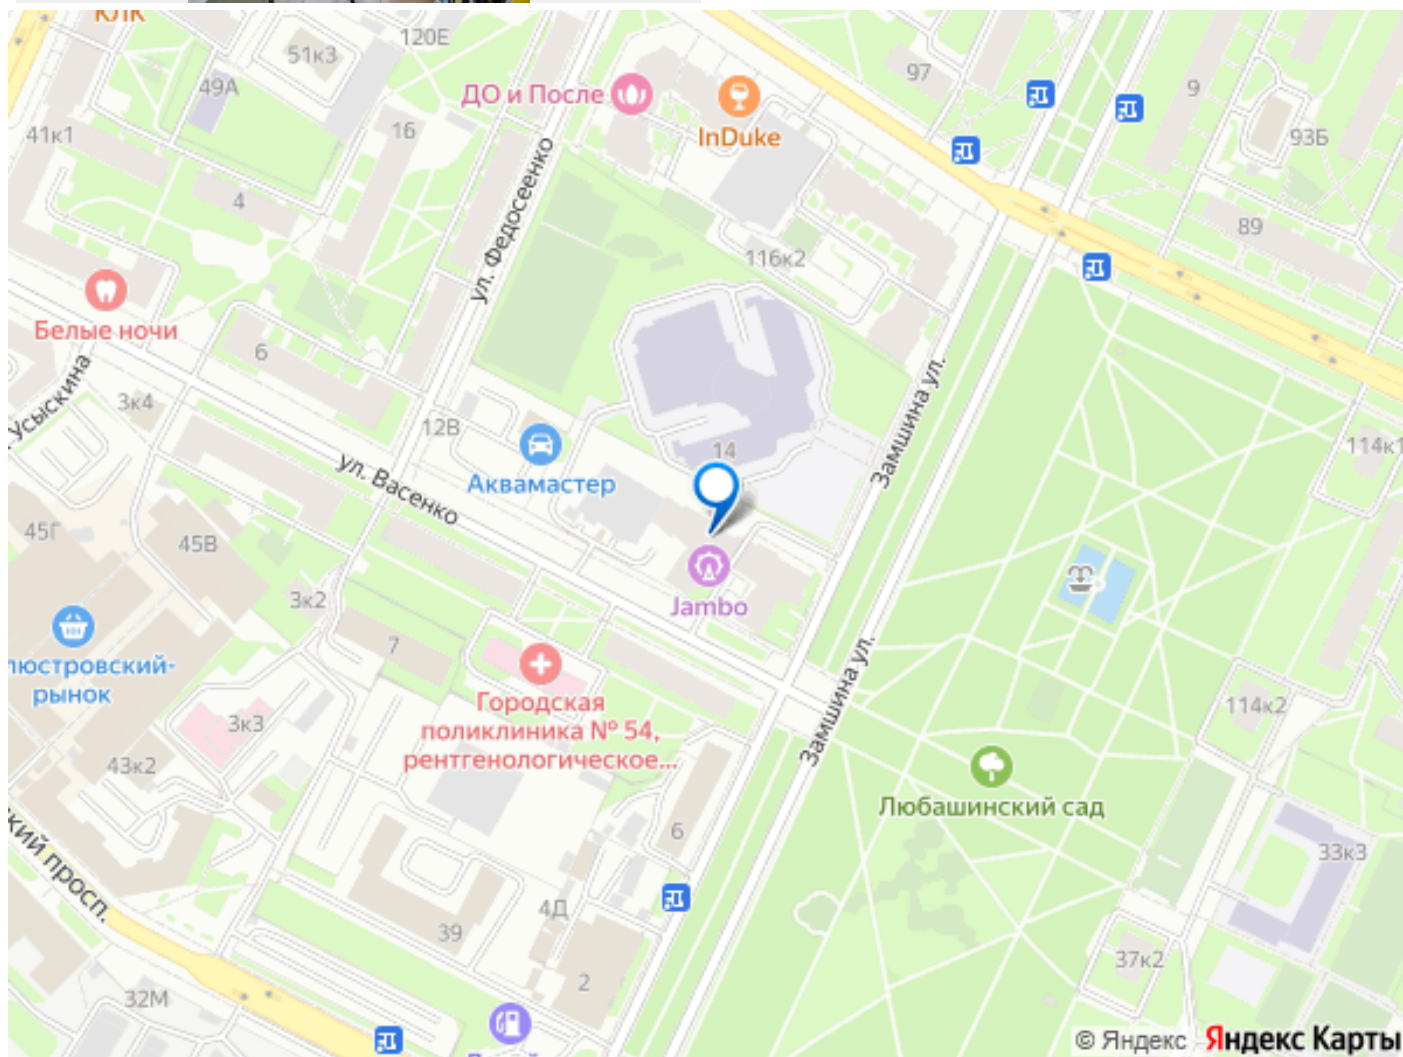 КЛК
120Е
51к3
49А
ДО и После
InDuke
97
9
93Б
41к1
16
4
ул. Федосеенко
116к2
89
Белые ночи
6
3к4
12В
Аквамастер
14
Замшина ул.
114к1
ул. Васенко
45Г
45В
3к2
7
Jambo
рынок
Городская
поликлиника № 54,
рентгенологическое...
3к3
43к2
Замшина ул.
114к2
Любашинский сад
6
33к3
просп.
39
4Д
2
37к2
32М
© Яндекс Яндекс Карты